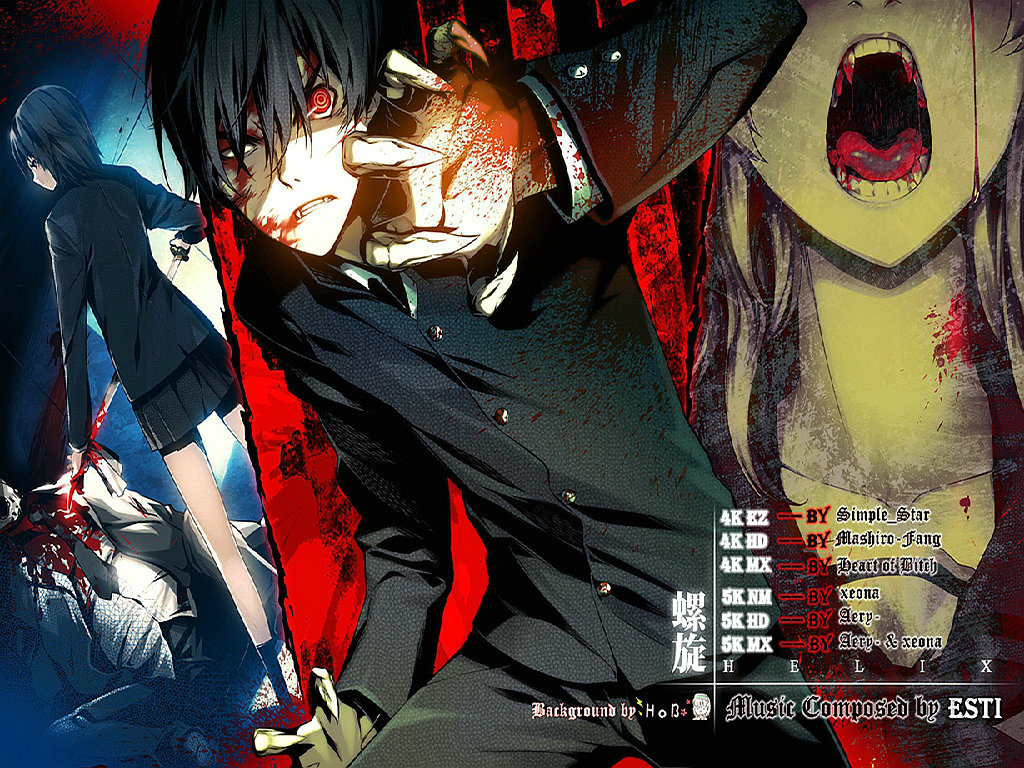 4K EZ — BY Simple_Star
4K HD — BY Mashiro-Fang
4K MX — BY Heart of Bitch
5K NM — BY xeona
5K HD — BY Aery-
5K MX — BY Aery- & xeona
螺旋
H E L I X
Background by HoB
Music Composed by ESTI